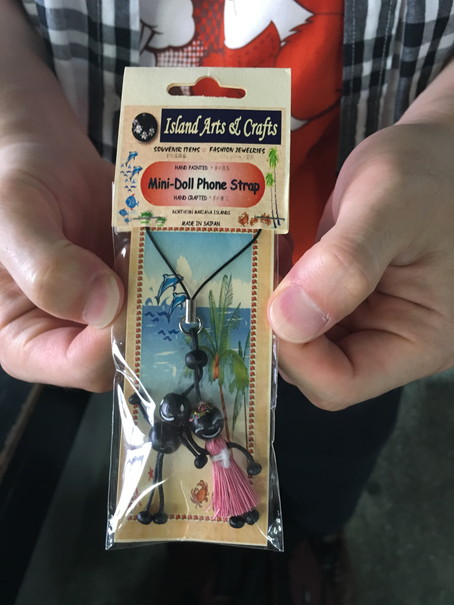 Island Arts & Crafts
SOUVENIR ITEMS FASHION JEWELRIES
HAND PAINTED
Mini-Doll Phone Strap
HAND CRAFTED
NORTHERN MARIANA ISLANDS
MADE IN SAIPAN